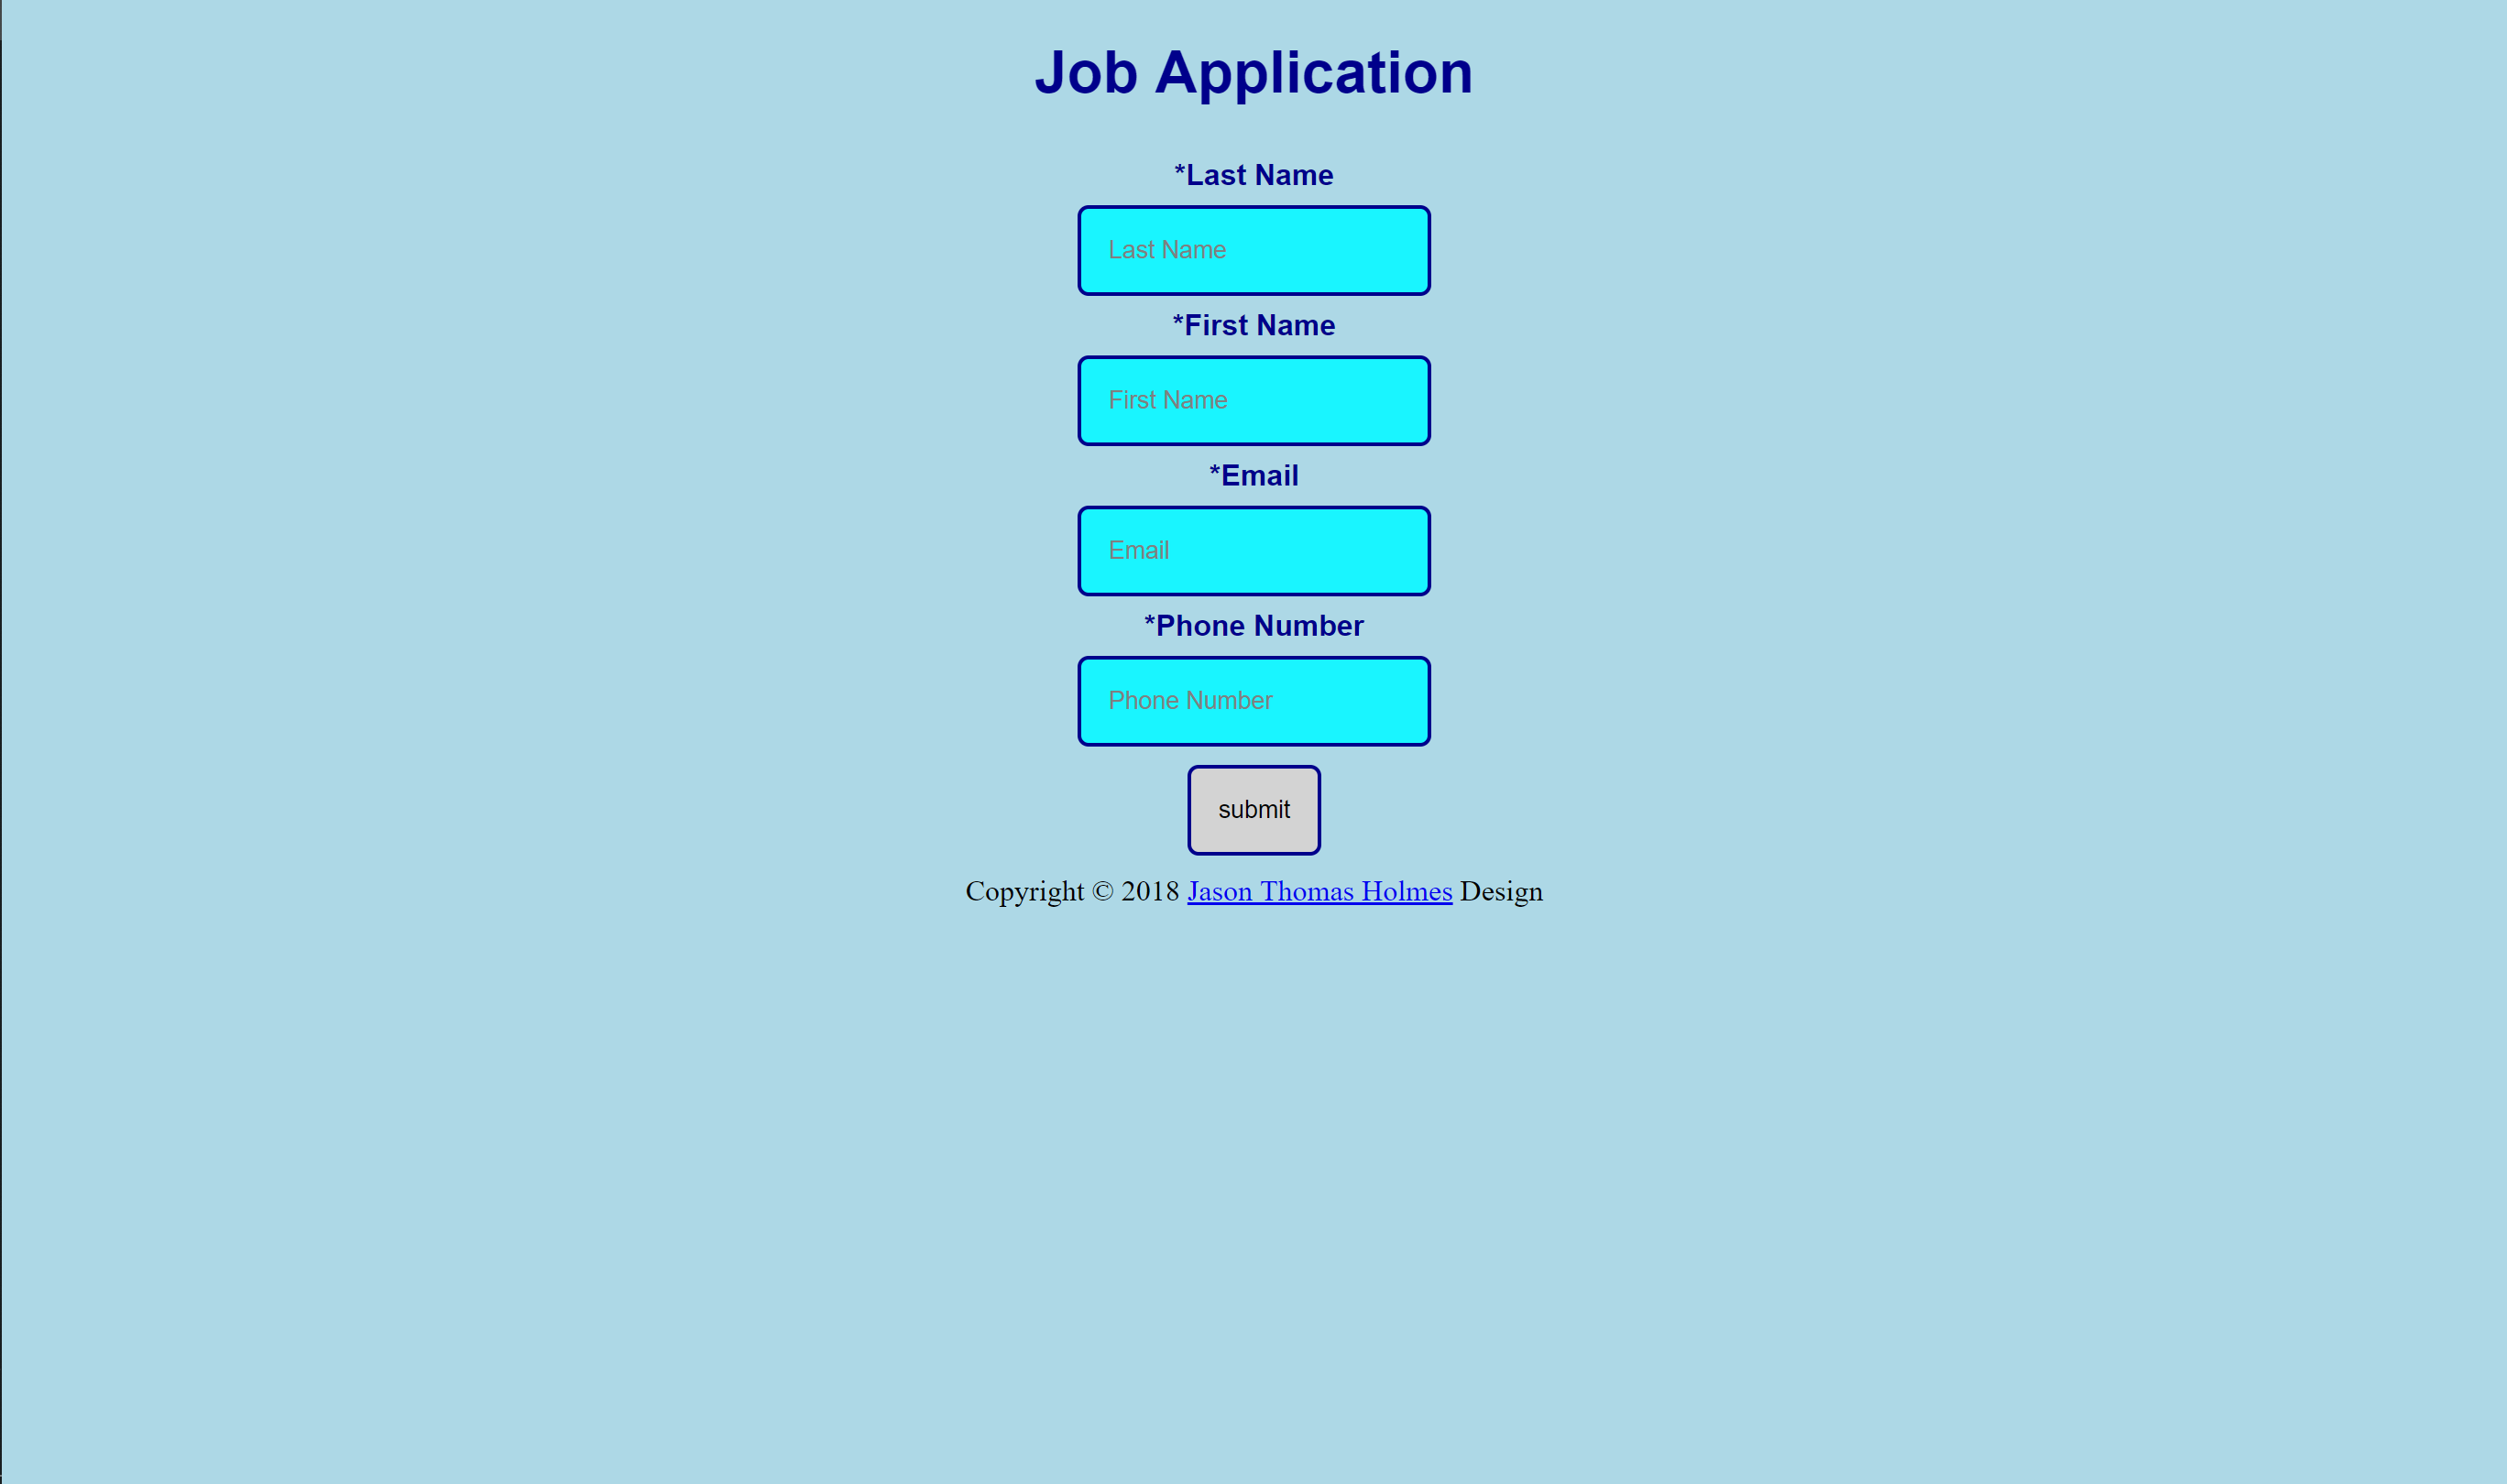 Job Application
*Last Name
Last Name
*First Name
First Name
*Email
Email
*Phone Number
Phone Number
submit
Copyright © 2018 Jason Thomas Holmes Design